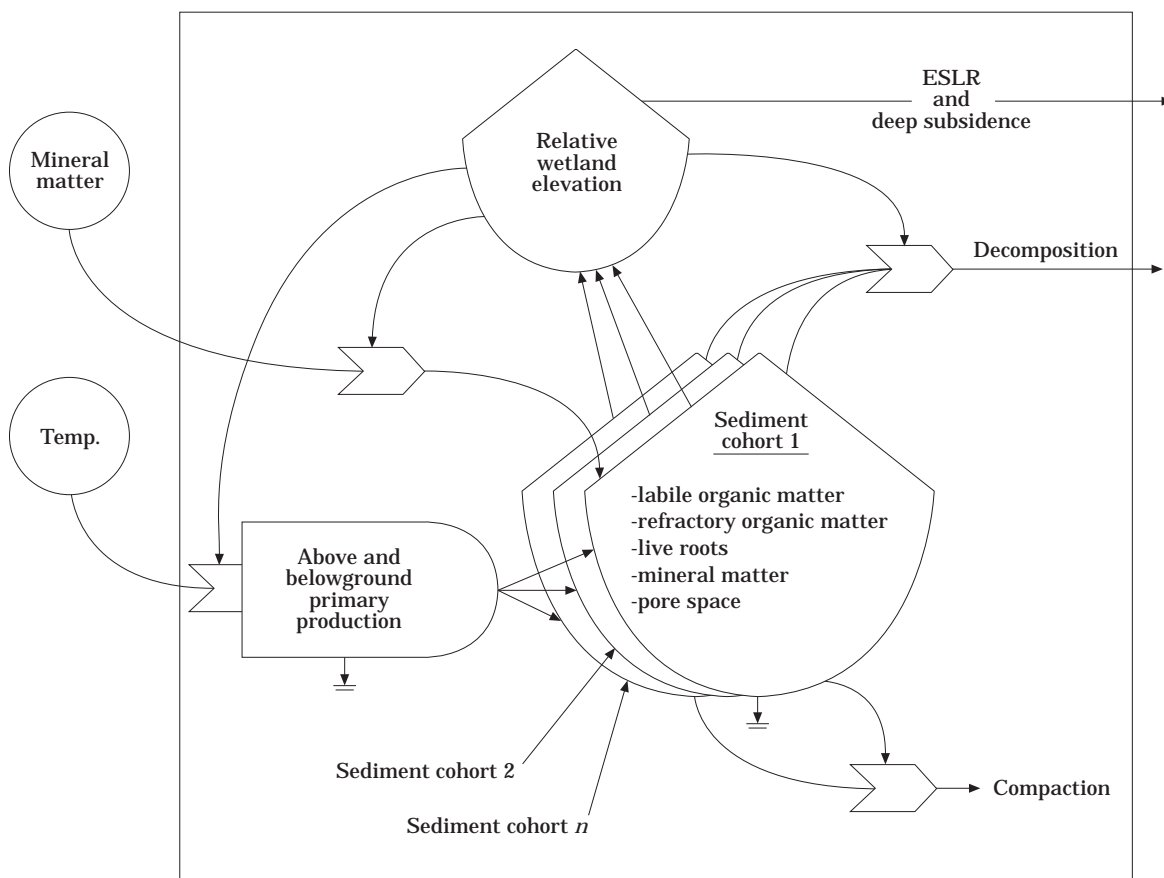 ESLR
and
deep subsidence
Mineral
matter
Relative
wetland
elevation
Decomposition
Temp.
Sediment
cohort 1
-labile organic matter
-refractory organic matter
-live roots
-mineral matter
-pore space
Above and
belowground
primary
production
Sediment cohort 2
Sediment cohort n
Compaction